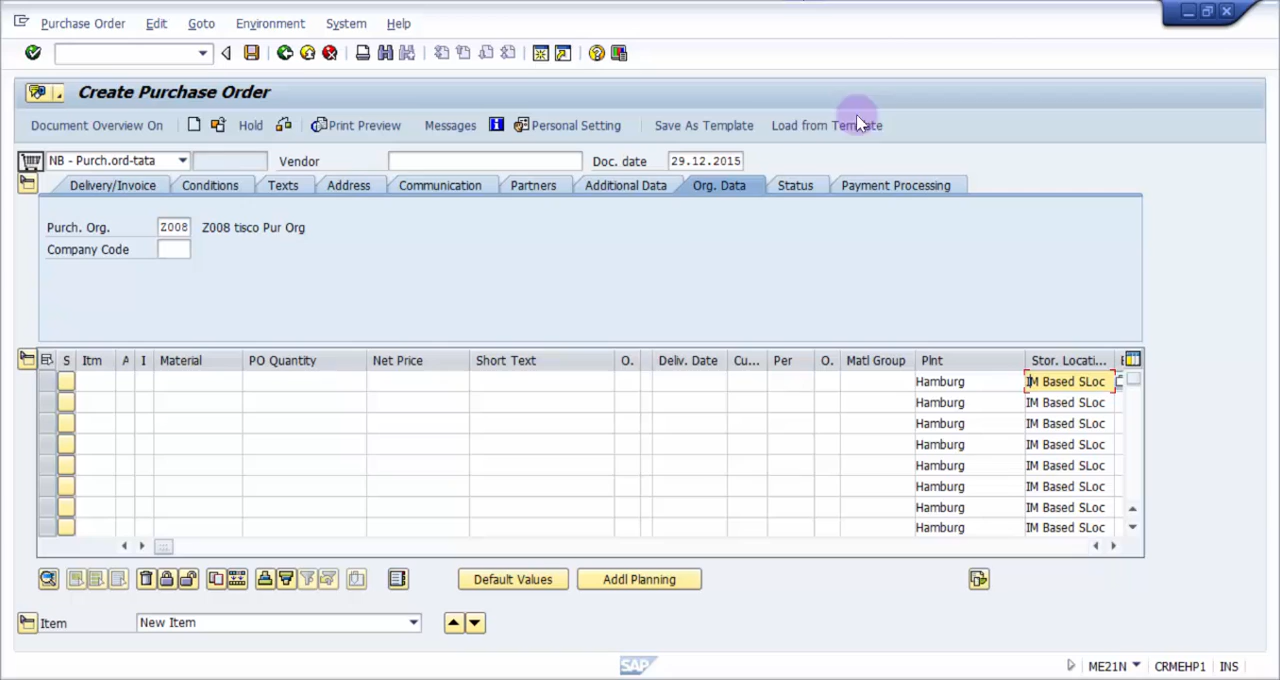 Purchase Order Edit Goto Environment System Help
Create Purchase Order
Document Overview On Hold Print Preview Messages Personal Setting Save As Template Load from Template
NB - Purch.ord-tata Vendor Doc. date 29.12.2015
Delivery/Invoice Conditions Texts Address Communication Partners Additional Data Org. Data Status Payment Processing
Purch. Org. Z008 Z008 tisco Pur Org
Company Code
S Itm A I Material PO Quantity Net Price Short Text O. Deliv. Date Cu... Per O. Matl Group Plnt Stor. Locati...
Hamburg IM Based SLoc
Hamburg IM Based SLoc
Hamburg IM Based SLoc
Hamburg IM Based SLoc
Hamburg IM Based SLoc
Hamburg IM Based SLoc
Hamburg IM Based SLoc
Hamburg IM Based SLoc
Default Values Addl Planning
Item New Item
SAP ME21N CRMEHP1 INS